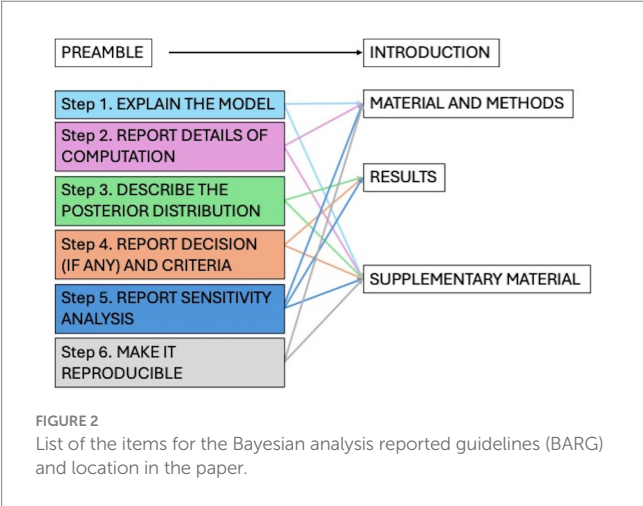 PREAMBLE
INTRODUCTION
Step 1. EXPLAIN THE MODEL
MATERIAL AND METHODS
Step 2. REPORT DETAILS OF
COMPUTATION
Step 3. DESCRIBE THE
POSTERIOR DISTRIBUTION
RESULTS
Step 4. REPORT DECISION
(IF ANY) AND CRITERIA
Step 5. REPORT SENSITIVITY
ANALYSIS
SUPPLEMENTARY MATERIAL
Step 6. MAKE IT
REPRODUCIBLE
FIGURE 2
List of the items for the Bayesian analysis reported guidelines (BARG)
and location in the paper.